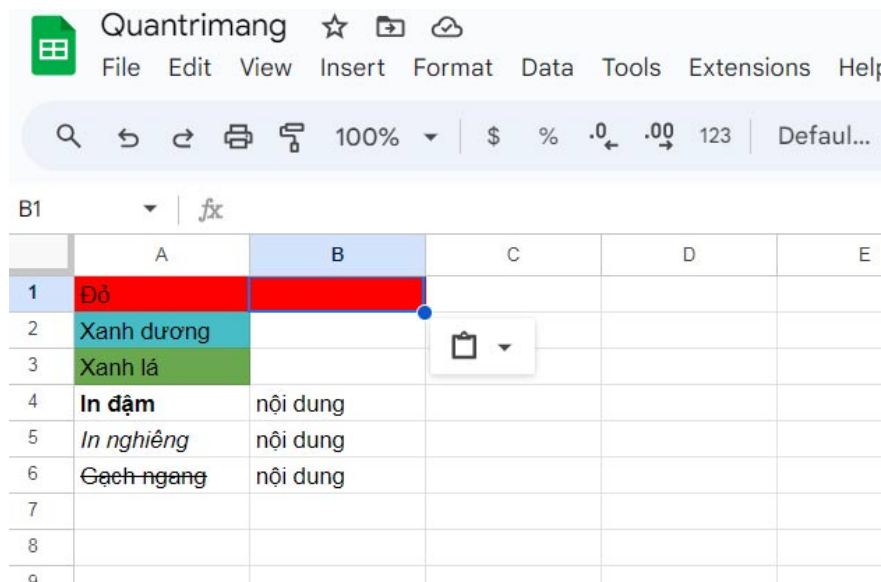 Quantrimang
File Edit View Insert Format Data Tools Extensions Help
100% $ % .0 .00 123 Defaul...
B1 fx
A B C D E
1 Đỏ
2 Xanh dương
3 Xanh lá
4 In đậm nội dung
5 In nghiêng nội dung
6 Gạch ngang nội dung
7
8
9